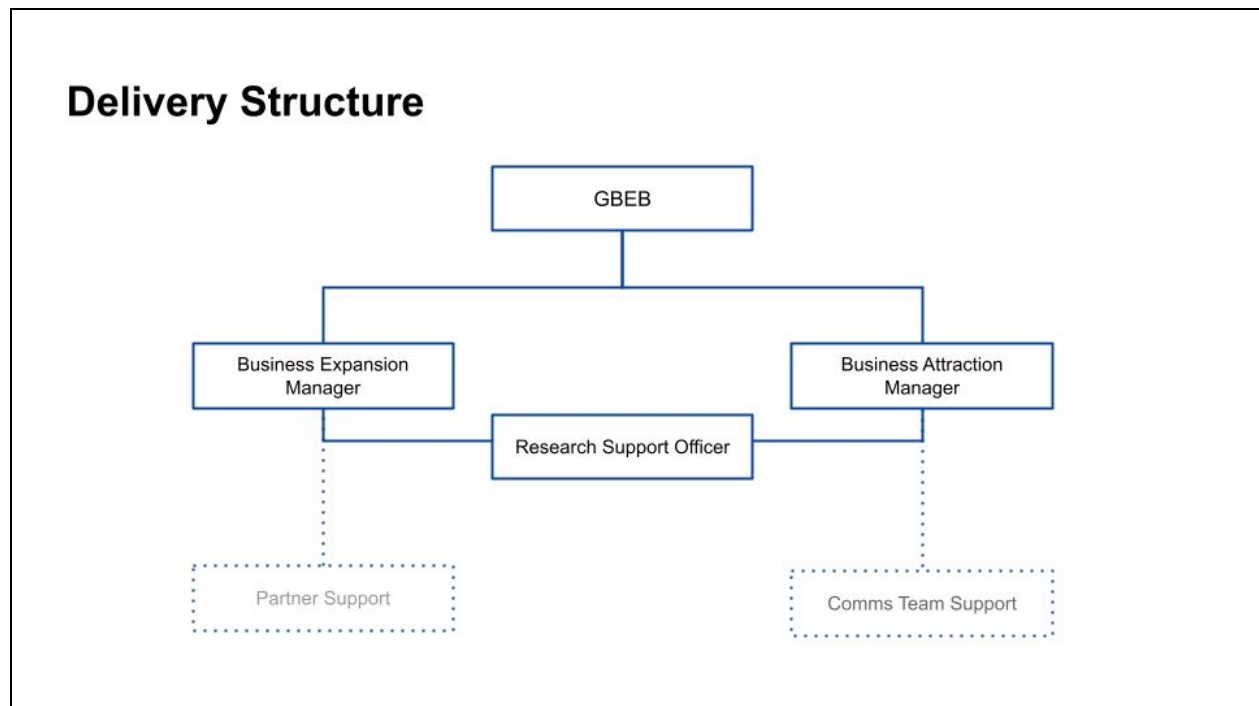 Delivery Structure
GBEB
Business Expansion
Manager
Business Attraction
Manager
Research Support Officer
Partner Support
Comms Team Support